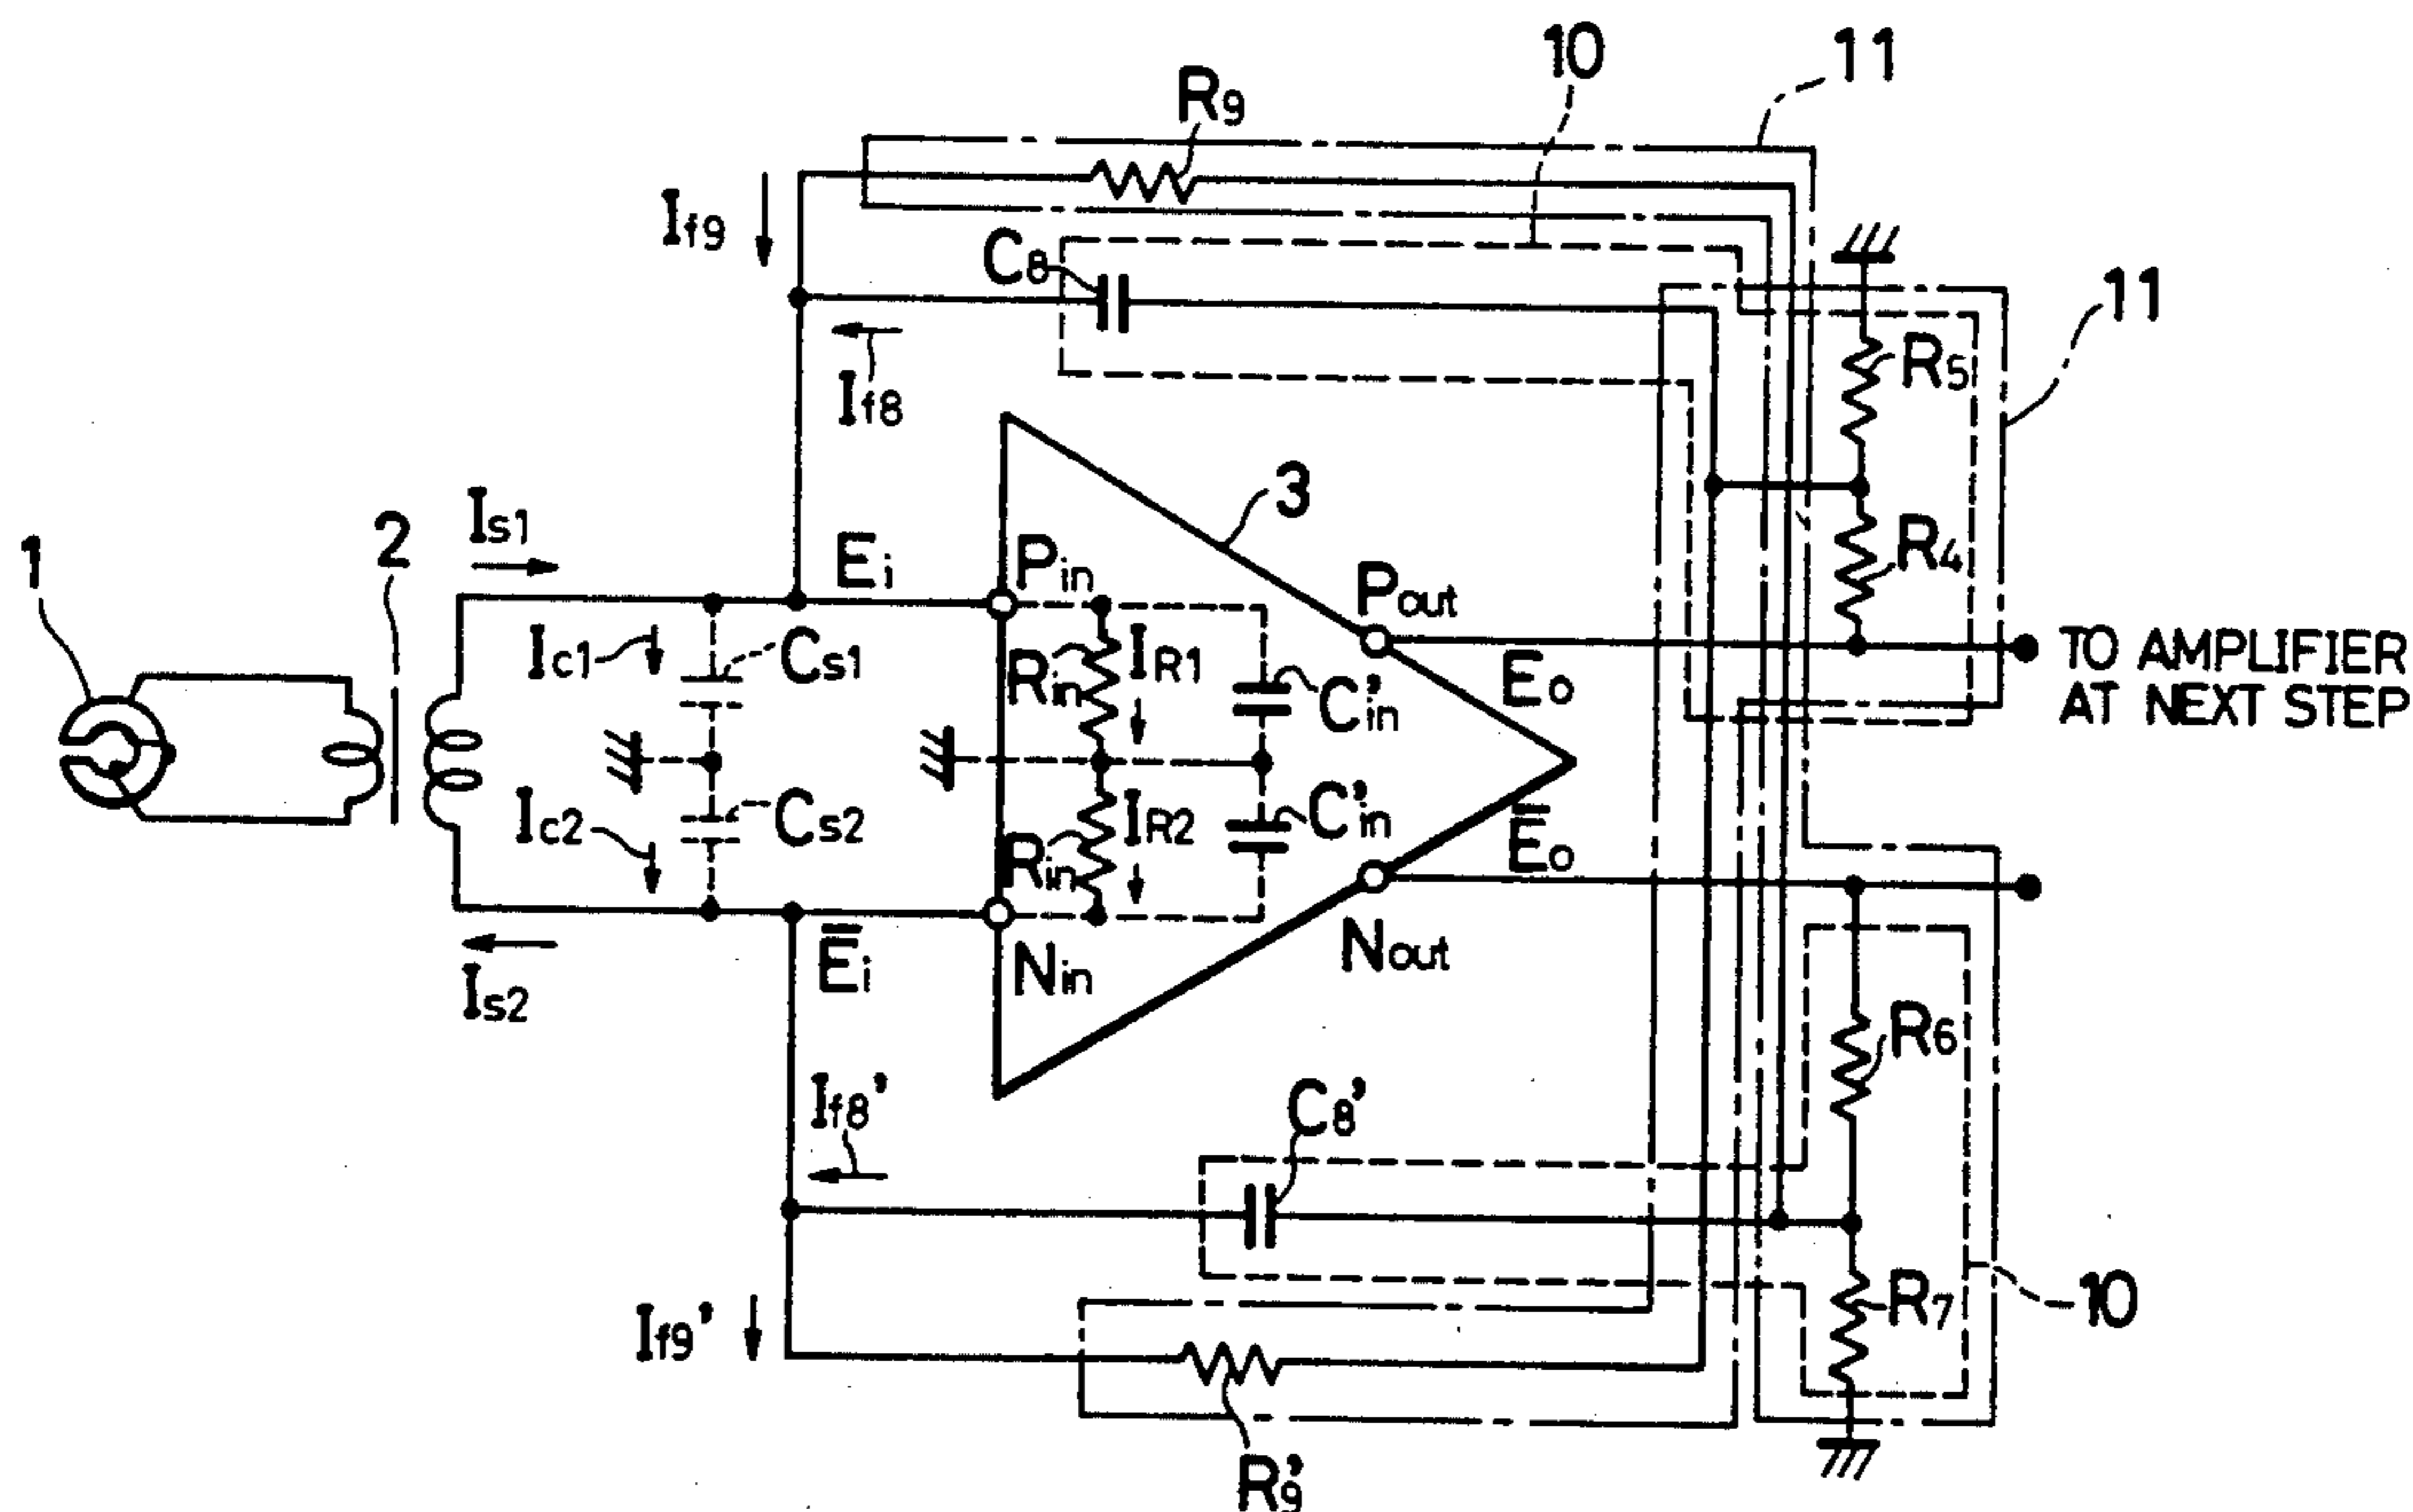 10
11
R9
If9
C8
11
If8
R5
3
Is1
2
1
Ei
Pin
R4
Pout
Ic1
Cs1
Rin
IR1
C'in
Eo
TO AMPLIFIER
AT NEXT STEP
Ic2
Cs2
Rin
IR2
C'in
E̅o
Nout
Is2
E̅i
Nin
R6
If8'
C8'
If9'
R7
10
R9'